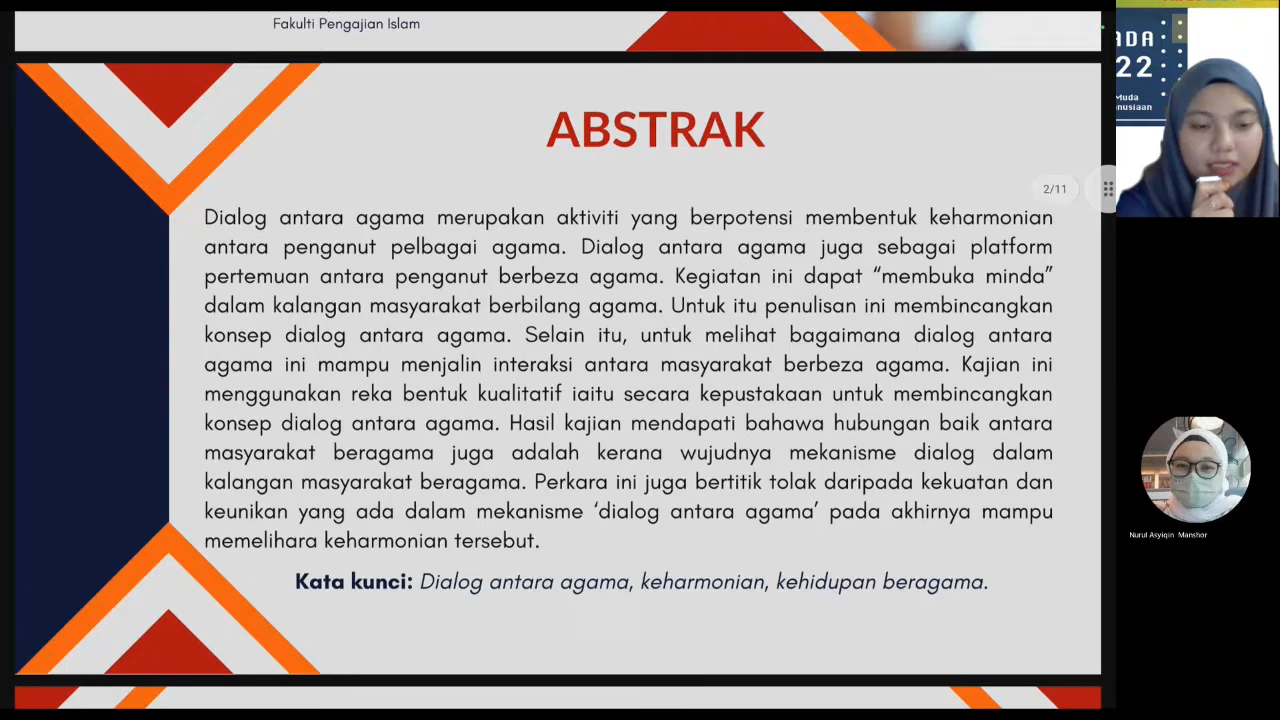 Fakulti Pengajian Islam
ABSTRAK
2/11
Dialog antara agama merupakan aktiviti yang berpotensi membentuk keharmonian
antara penganut pelbagai agama. Dialog antara agama juga sebagai platform
pertemuan antara penganut berbeza agama. Kegiatan ini dapat “membuka minda”
dalam kalangan masyarakat berbilang agama. Untuk itu penulisan ini membincangkan
konsep dialog antara agama. Selain itu, untuk melihat bagaimana dialog antara
agama ini mampu menjalin interaksi antara masyarakat berbeza agama. Kajian ini
menggunakan reka bentuk kualitatif iaitu secara kepustakaan untuk membincangkan
konsep dialog antara agama. Hasil kajian mendapati bahawa hubungan baik antara
masyarakat beragama juga adalah kerana wujudnya mekanisme dialog dalam
kalangan masyarakat beragama. Perkara ini juga bertitik tolak daripada kekuatan dan
keunikan yang ada dalam mekanisme ‘dialog antara agama’ pada akhirnya mampu
memelihara keharmonian tersebut.
Kata kunci: Dialog antara agama, keharmonian, kehidupan beragama.
ADA
22
Muda
nusiaan
Nurul Asyiqin Manshor